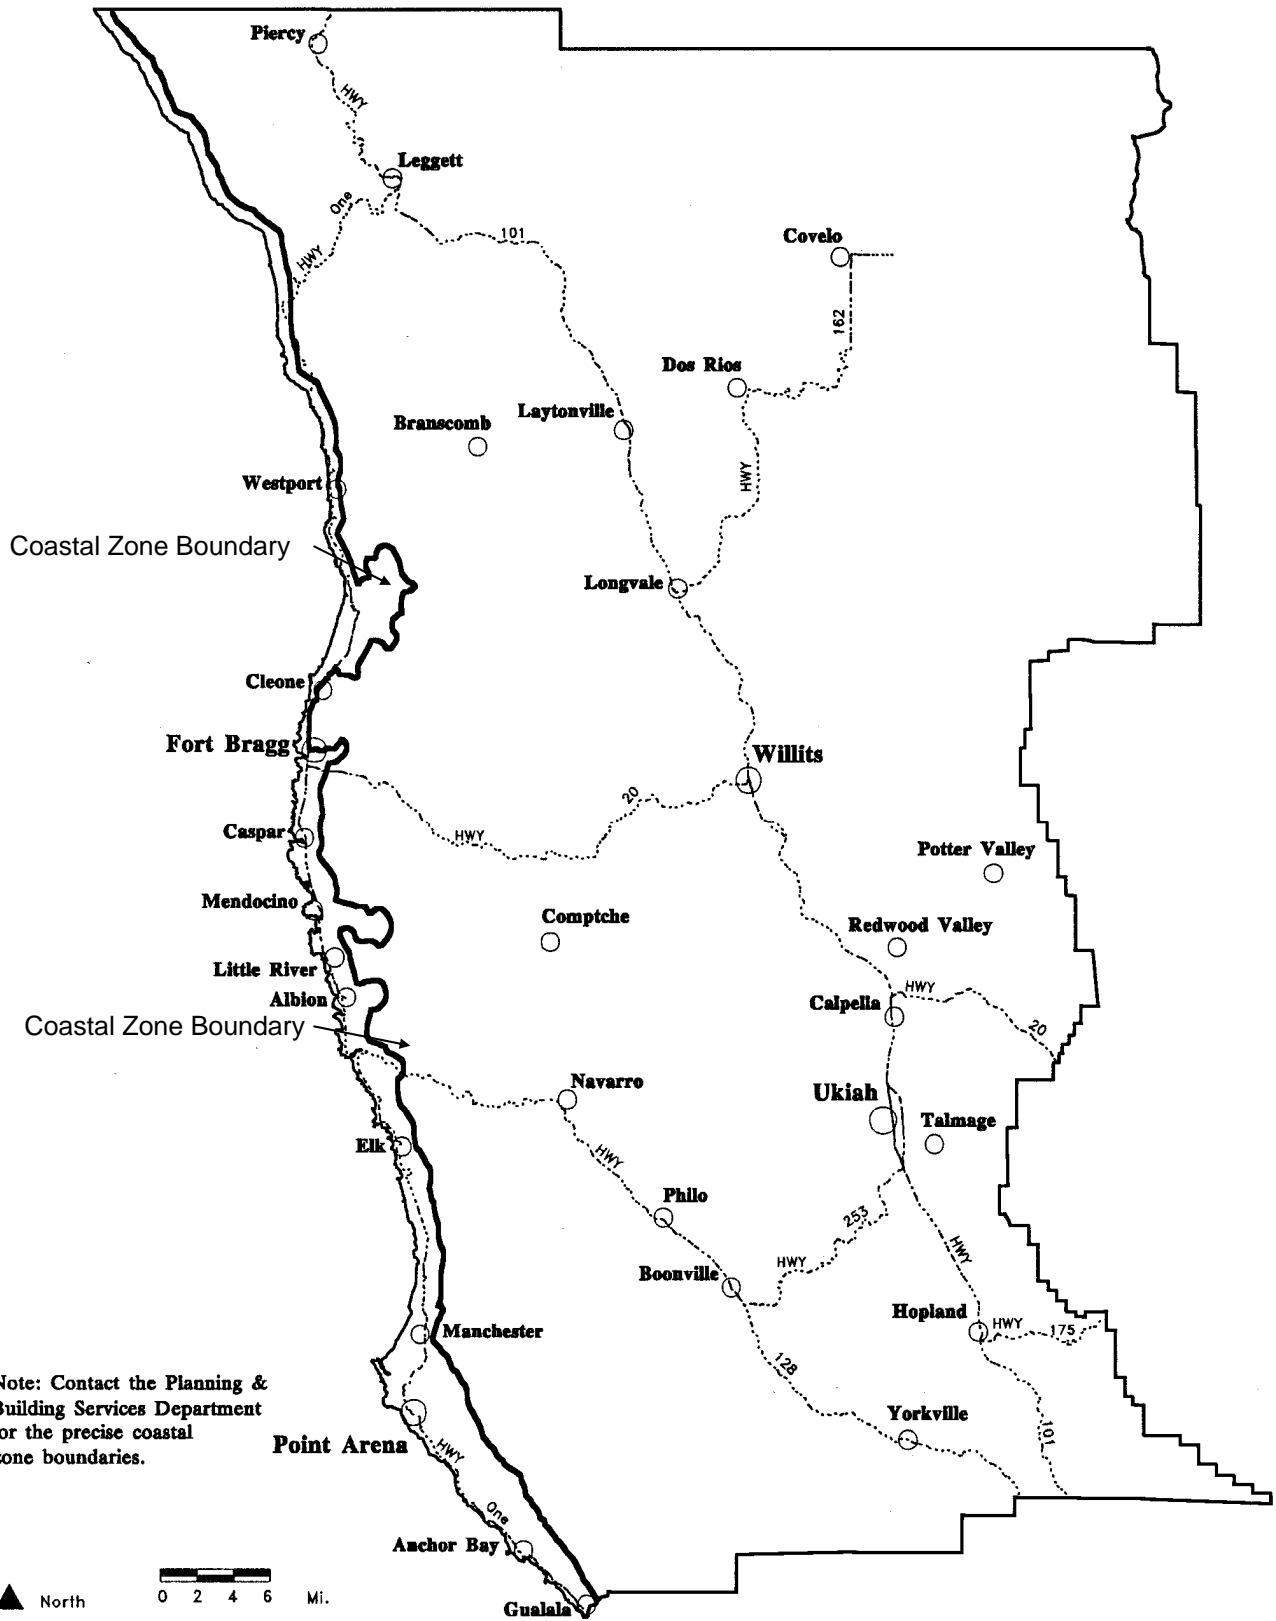 Piercy
HWY
Leggett
One
HWY
101
Covelo
162
Dos Rios
Laytonville
Branscomb
HWY
Westport
Coastal Zone Boundary
Longvale
Cleone
Fort Bragg
Willits
20
HWY
Caspar
Potter Valley
Mendocino
Comptche
Redwood Valley
Little River
HWY
Albion
Calpella
Coastal Zone Boundary
20
Navarro
Ukiah
Talmage
Elk
HWY
Philo
253
HWY
HWY
Boonville
Hopland
HWY
175
Manchester
128
Note: Contact the Planning &
Building Services Department
for the precise coastal
zone boundaries.
Yorkville
Point Arena
HWY
101
One
Anchor Bay
North
0 2 4 6 Mi.
Gualala